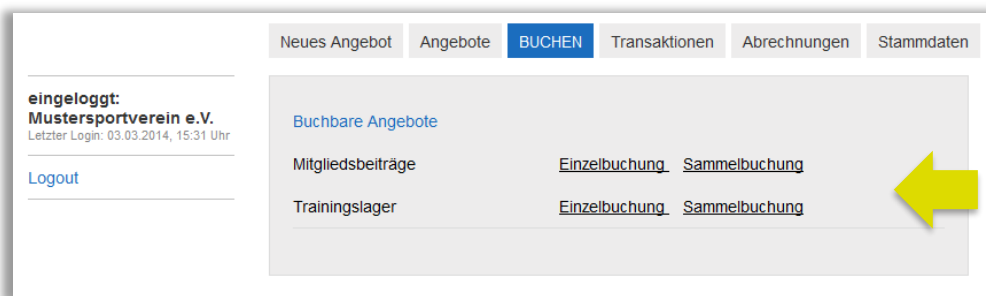 Neues Angebot Angebote BUCHEN Transaktionen Abrechnungen Stammdaten
eingeloggt:
Mustersportverein e.V.
Letzter Login: 03.03.2014, 15:31 Uhr
Logout
Buchbare Angebote
Mitgliedsbeiträge Einzelbuchung Sammelbuchung
Trainingslager Einzelbuchung Sammelbuchung